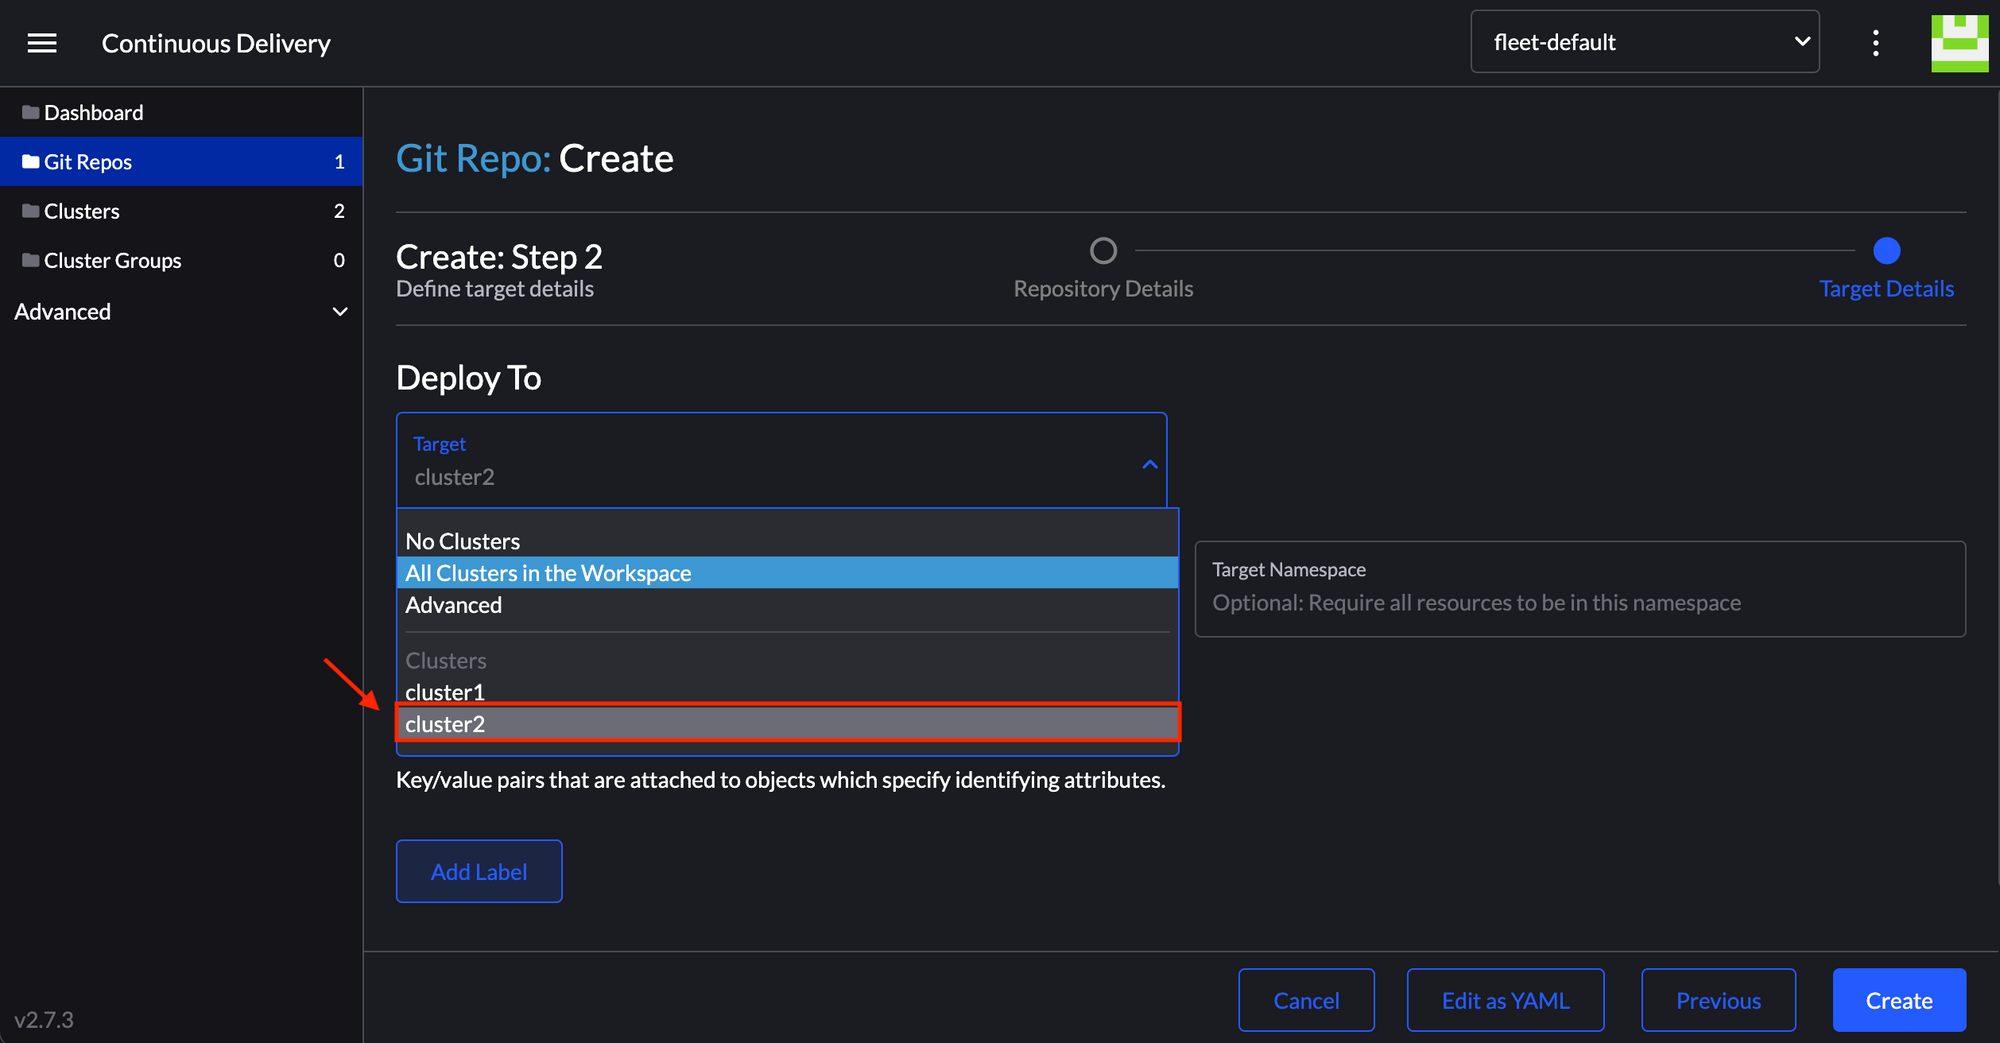 Continuous Delivery
fleet-default
Dashboard
Git Repos 1
Clusters 2
Cluster Groups 0
Advanced
v2.7.3
Git Repo: Create
Create: Step 2
Define target details
Repository Details
Target Details
Deploy To
Target
cluster2
No Clusters
All Clusters in the Workspace
Advanced
Clusters
cluster1
cluster2
Target Namespace
Optional: Require all resources to be in this namespace
Key/value pairs that are attached to objects which specify identifying attributes.
Add Label
Cancel
Edit as YAML
Previous
Create